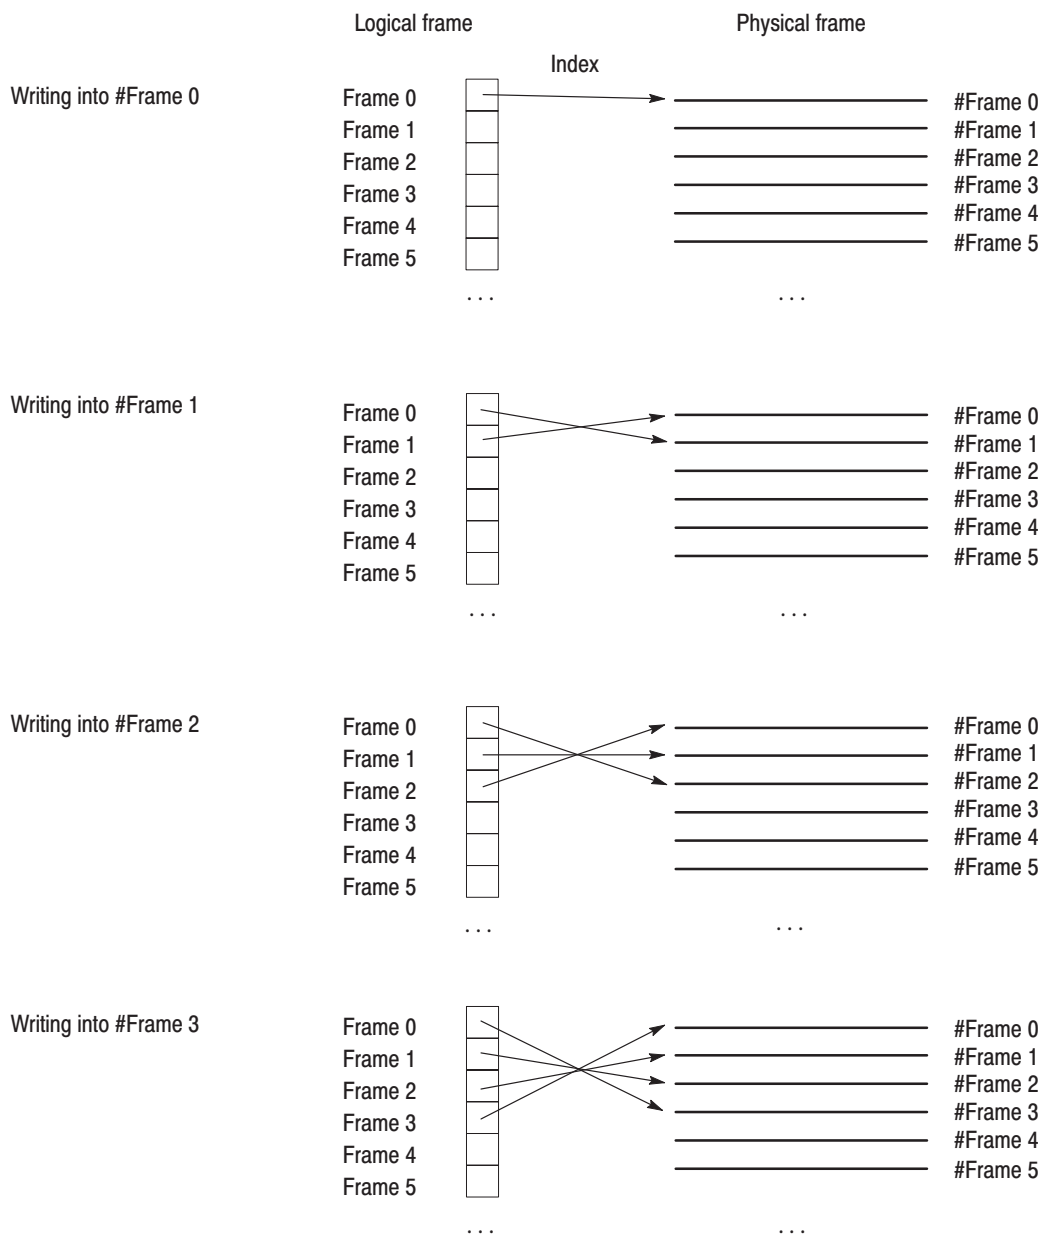 Logical frame Physical frame
Index
Writing into #Frame 0
Frame 0 #Frame 0
Frame 1 #Frame 1
Frame 2 #Frame 2
Frame 3 #Frame 3
Frame 4 #Frame 4
Frame 5 #Frame 5
. . . . . .
Writing into #Frame 1
Frame 0 #Frame 0
Frame 1 #Frame 1
Frame 2 #Frame 2
Frame 3 #Frame 3
Frame 4 #Frame 4
Frame 5 #Frame 5
. . . . . .
Writing into #Frame 2
Frame 0 #Frame 0
Frame 1 #Frame 1
Frame 2 #Frame 2
Frame 3 #Frame 3
Frame 4 #Frame 4
Frame 5 #Frame 5
. . . . . .
Writing into #Frame 3
Frame 0 #Frame 0
Frame 1 #Frame 1
Frame 2 #Frame 2
Frame 3 #Frame 3
Frame 4 #Frame 4
Frame 5 #Frame 5
. . . . . .